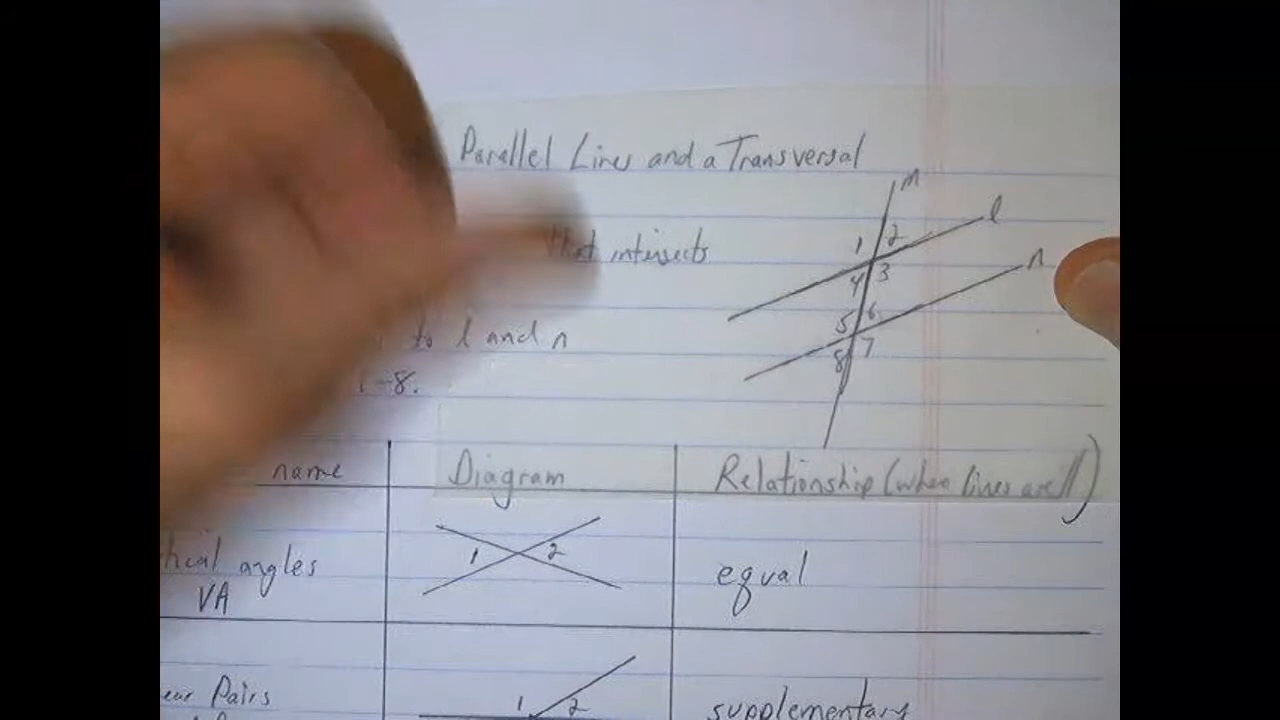 Parallel Lines and a Transversal
m
l
1 2
that intersects
n
4 3
5 6
to l and n
8 7
-8.
name
Diagram
Relationship (when lines are ||)
1 2
angles
equal
VA
Pairs
1 2
supplementary